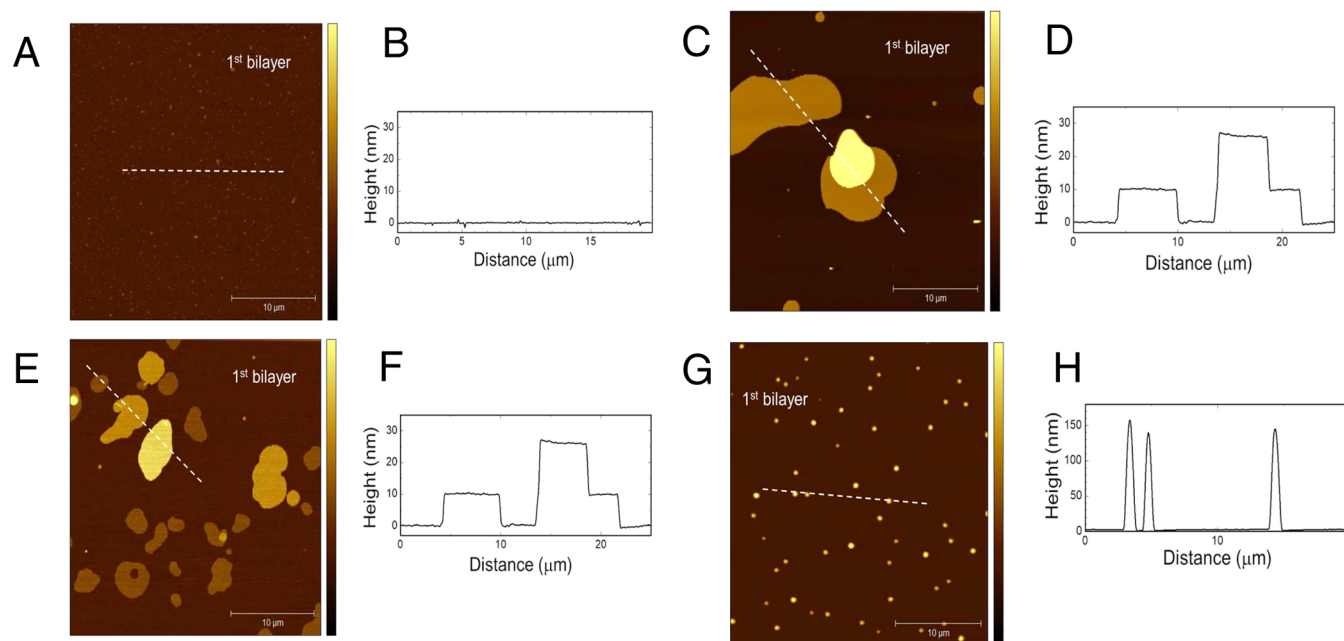 A
1st bilayer
10 µm
B
Height (nm)
30
20
10
0
0 5 10 15
Distance (µm)
C
1st bilayer
10 µm
D
Height (nm)
30
20
10
0
0 10 20
Distance (µm)
E
1st bilayer
10 µm
F
Height (nm)
30
20
10
0
0 10 20
Distance (µm)
G
1st bilayer
10 µm
H
Height (nm)
150
100
50
0
0 10
Distance (µm)